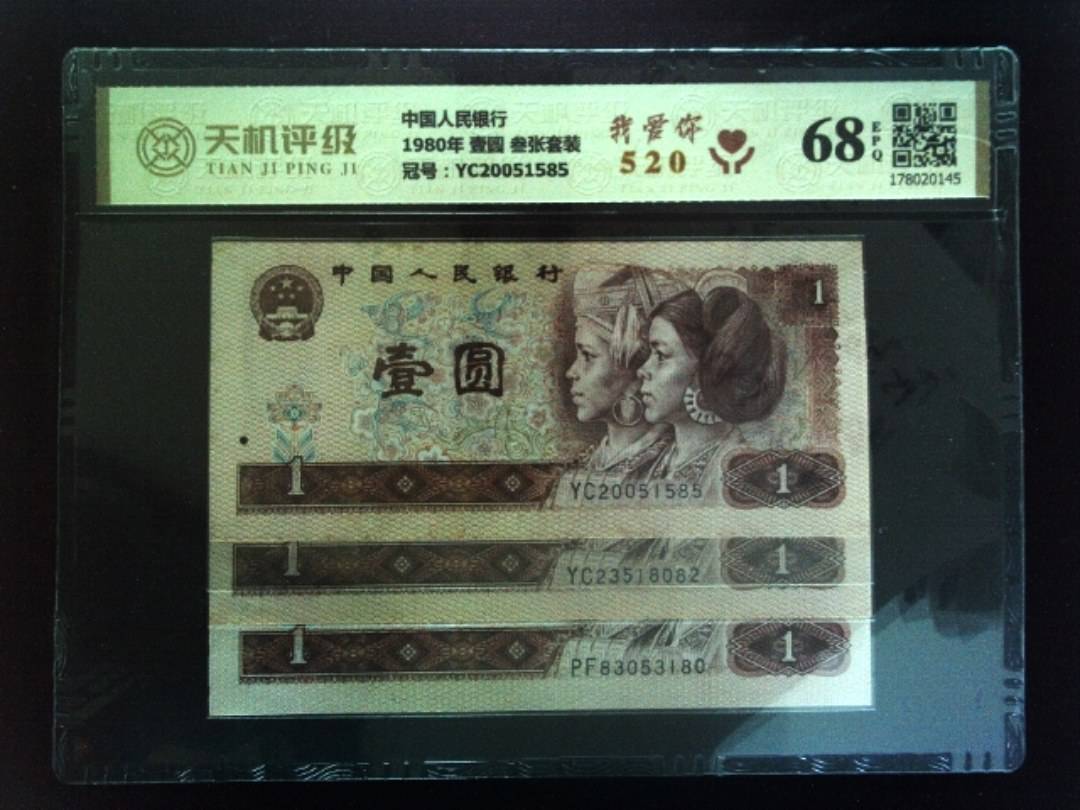 天机评级
TIAN JI PING JI
中国人民银行
1980年 壹圆 叁张套装
冠号：YC20051585
我爱你
520
68
EPQ
178020145
中国人民银行
1
壹圆
1
YC20051585
1
1
YC23518082
1
1
PF83053180
1